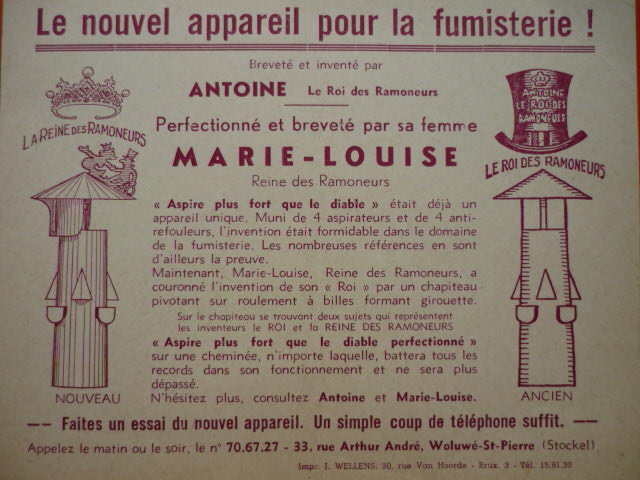 Le nouvel appareil pour la fumisterie !
Breveté et inventé par
ANTOINE Le Roi des Ramoneurs
Perfectionné et breveté par sa femme
MARIE-LOUISE
Reine des Ramoneurs
LA REINE DES RAMONEURS
ANTOINE
LE ROI DES
RAMONEURS
LE ROI DES RAMONEURS
« Aspire plus fort que le diable » était déjà un
appareil unique. Muni de 4 aspirateurs et de 4 anti-
refouleurs, l'invention était formidable dans le domaine
de la fumisterie. Les nombreuses références en sont
d'ailleurs la preuve.
Maintenant, Marie-Louise, Reine des Ramoneurs, a
couronné l'invention de son « Roi » par un chapiteau
pivotant sur roulement à billes formant girouette.
Sur le chapiteau se trouvant deux sujets qui représentent
les inventeurs le ROI et la REINE DES RAMONEURS
« Aspire plus fort que le diable perfectionné »
sur une cheminée, n'importe laquelle, battera tous les
records dans son fonctionnement et ne sera plus
dépassé.
N'hésitez plus, consultez Antoine et Marie-Louise.
NOUVEAU
ANCIEN
-- Faites un essai du nouvel appareil. Un simple coup de téléphone suffit. --
Appelez le matin ou le soir, le n° 70.67.27 - 33, rue Arthur André, Woluwé-St-Pierre (Stockel)
Impr. J. WELLENS, 30, rue Van Hoorde - Brux. 3 - Tél. 15.91.30